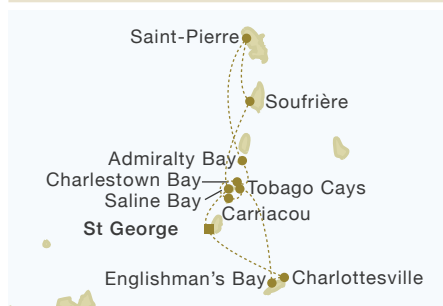 Saint-Pierre
Soufrière
Admiralty Bay
Charlestown Bay
Tobago Cays
Saline Bay
Carriacou
St George
Englishman's Bay
Charlottesville